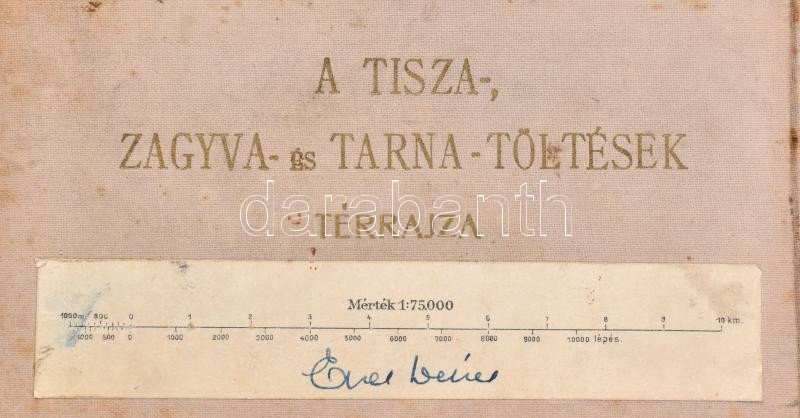 A TISZA-,
ZAGYVA- és TARNA-TÖLTÉSEK
darabanth
TÉRRAJZA
Mérték 1:75.000
1000m 500 0 1 2 3 4 5 6 7 8 9 10 km.
1000 500 0 1000 2000 3000 4000 5000 6000 7000 8000 9000 10000 lépés.